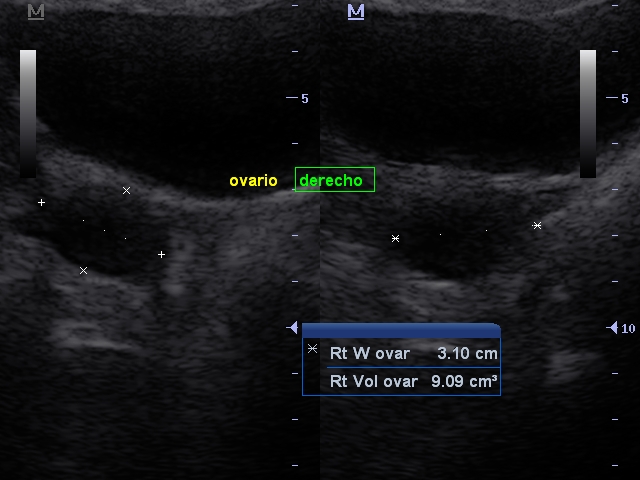 M
M
5
5
ovario derecho
10
Rt W ovar 3.10 cm
Rt Vol ovar 9.09 cm³